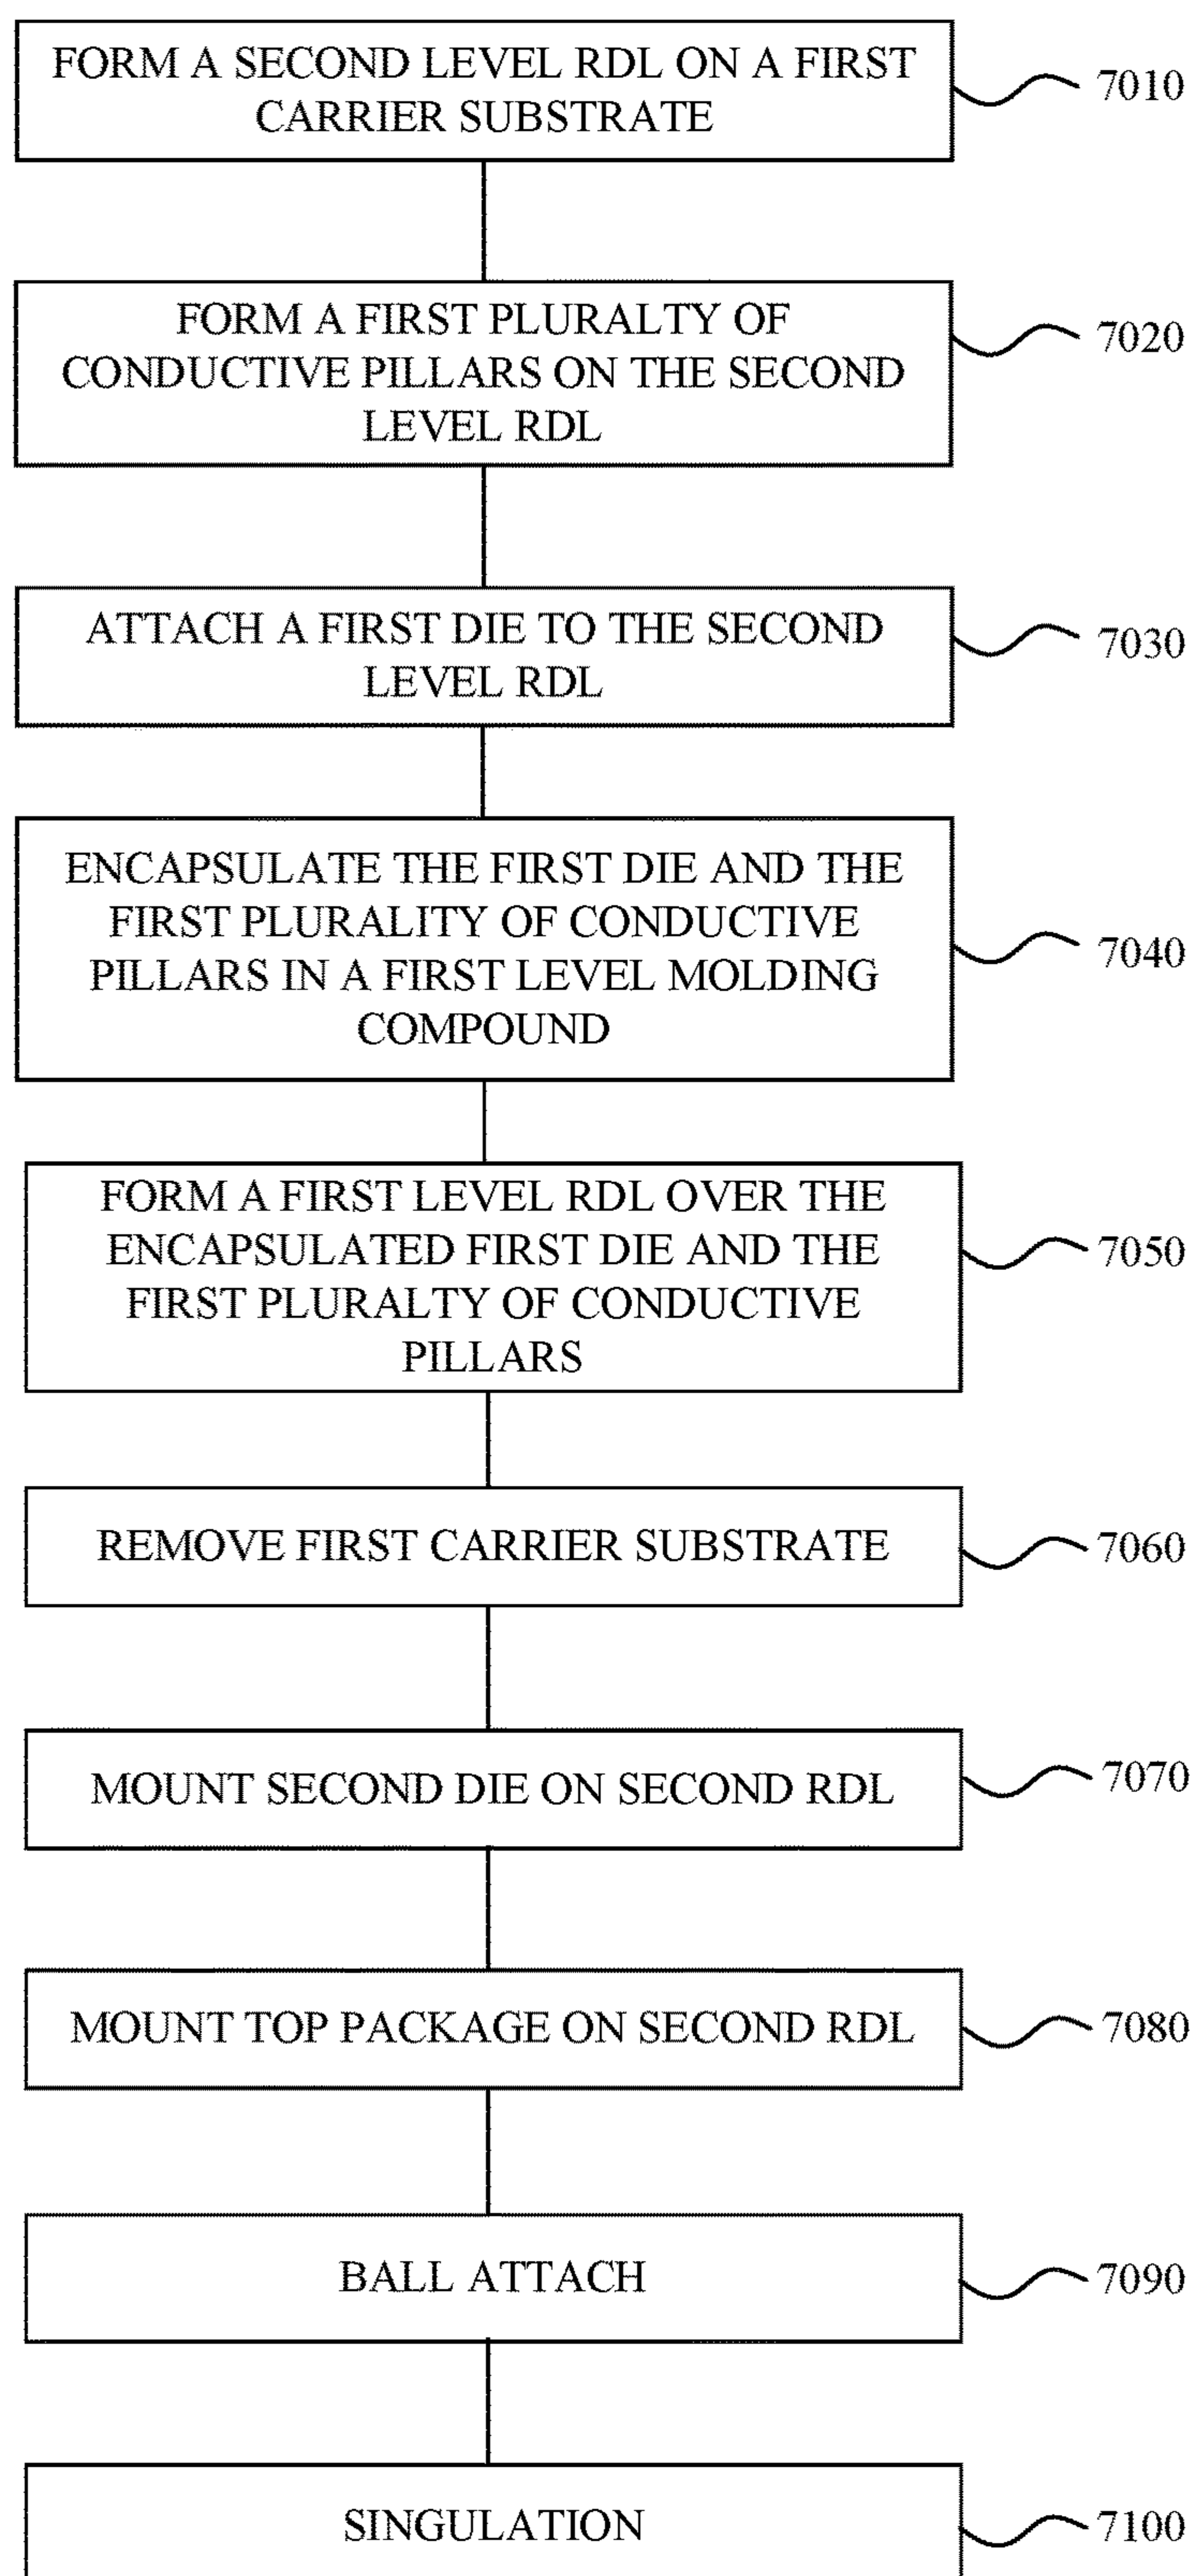 FORM A SECOND LEVEL RDL ON A FIRST
CARRIER SUBSTRATE
7010
FORM A FIRST PLURALTY OF
CONDUCTIVE PILLARS ON THE SECOND
LEVEL RDL
7020
ATTACH A FIRST DIE TO THE SECOND
LEVEL RDL
7030
ENCAPSULATE THE FIRST DIE AND THE
FIRST PLURALITY OF CONDUCTIVE
PILLARS IN A FIRST LEVEL MOLDING
COMPOUND
7040
FORM A FIRST LEVEL RDL OVER THE
ENCAPSULATED FIRST DIE AND THE
FIRST PLURALTY OF CONDUCTIVE
PILLARS
7050
REMOVE FIRST CARRIER SUBSTRATE
7060
MOUNT SECOND DIE ON SECOND RDL
7070
MOUNT TOP PACKAGE ON SECOND RDL
7080
BALL ATTACH
7090
SINGULATION
7100